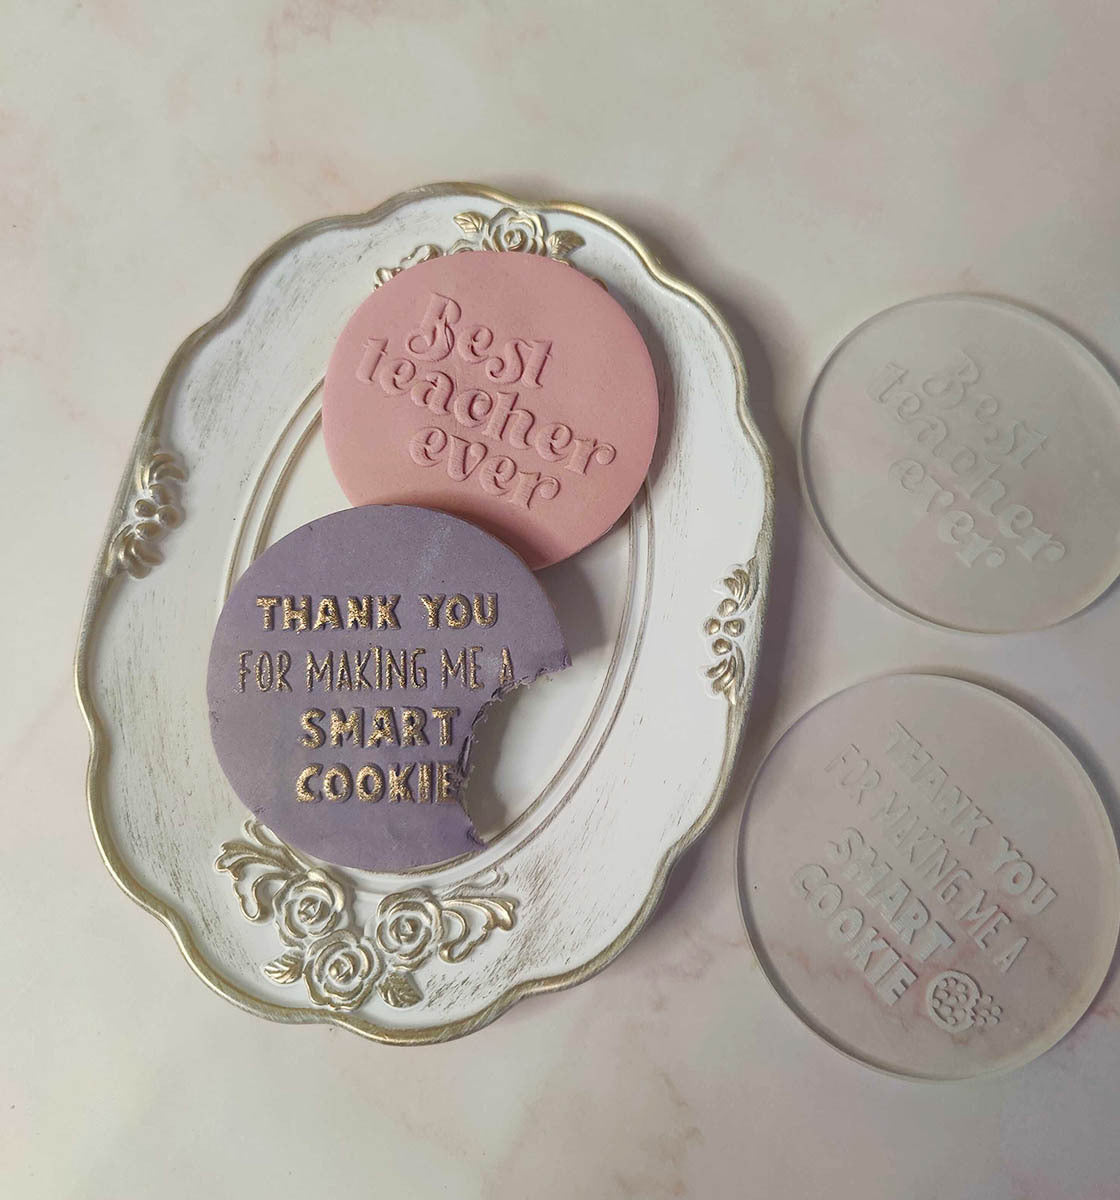 Best
teacher
ever
THANK YOU
FOR MAKING ME A
SMART
COOKIE
Best
teacher
ever
THANK YOU
FOR MAKING ME A
SMART
COOKIE